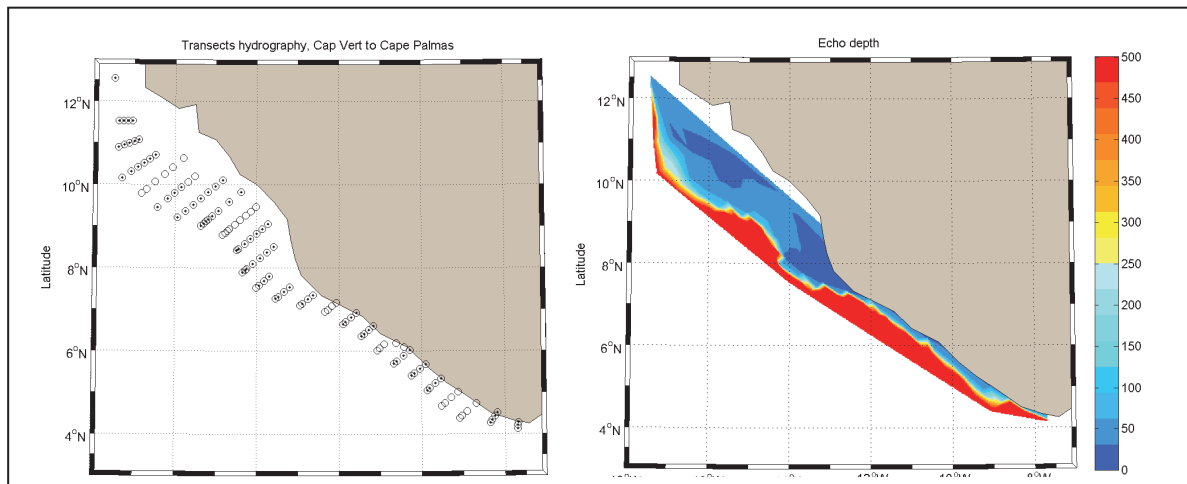 Transects hydrography, Cap Vert to Cape Palmas
Latitude
12°N
10°N
8°N
6°N
4°N
Echo depth
Latitude
12°N
10°N
8°N
6°N
4°N
12°W
8°W
500
450
400
350
300
250
200
150
100
50
0